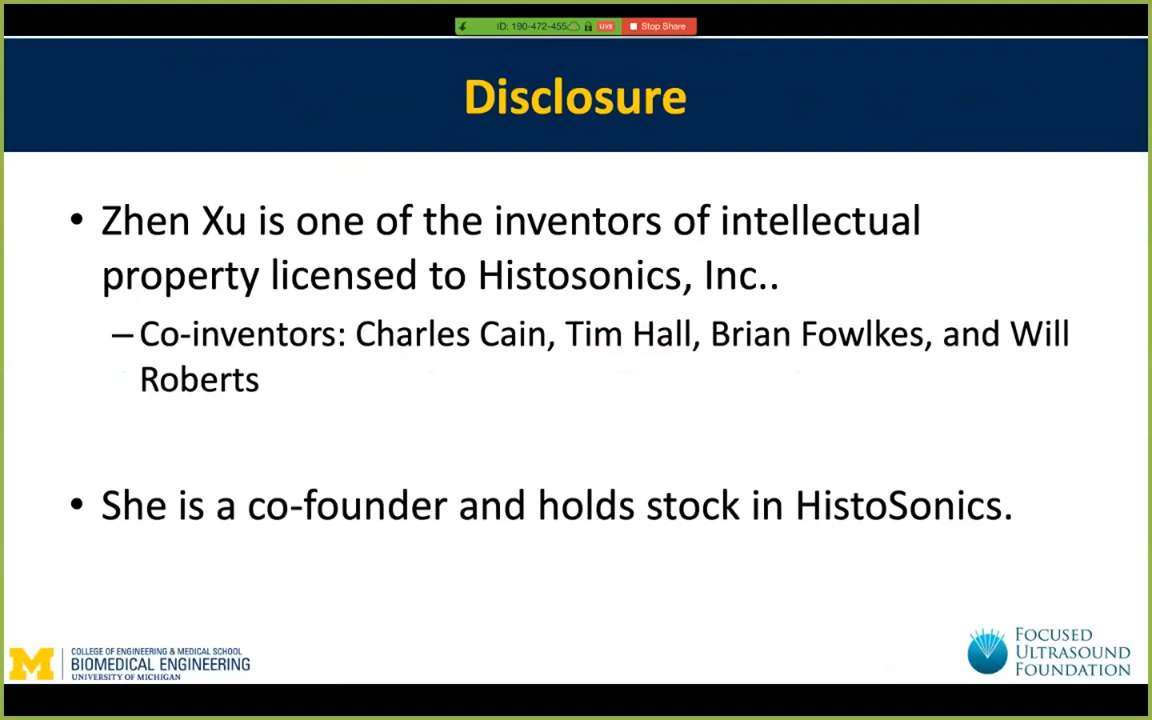 ID: 190-472-455 LIVE Stop Share
Disclosure
• Zhen Xu is one of the inventors of intellectual
property licensed to Histosonics, Inc..
– Co-inventors: Charles Cain, Tim Hall, Brian Fowlkes, and Will
Roberts
• She is a co-founder and holds stock in HistoSonics.
M
COLLEGE OF ENGINEERING & MEDICAL SCHOOL
BIOMEDICAL ENGINEERING
UNIVERSITY OF MICHIGAN
FOCUSED
ULTRASOUND
FOUNDATION